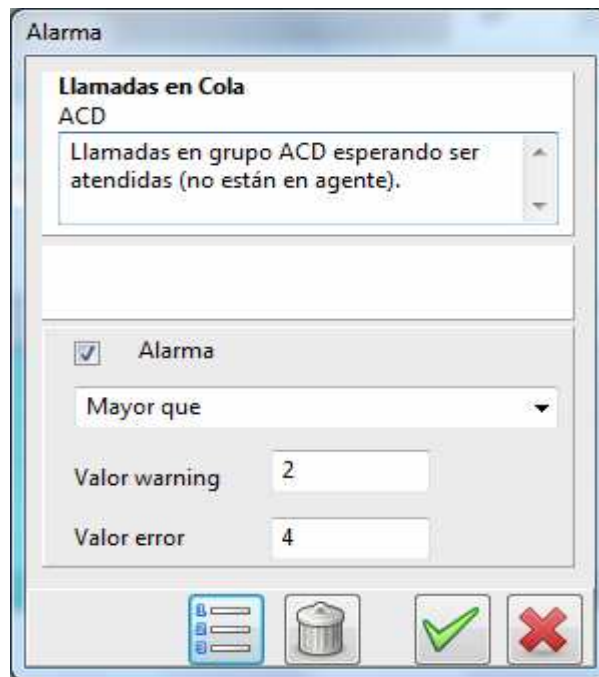 Alarma
Llamadas en Cola
ACD
Llamadas en grupo ACD esperando ser
atendidas (no están en agente).
Alarma
Mayor que
Valor warning 2
Valor error 4